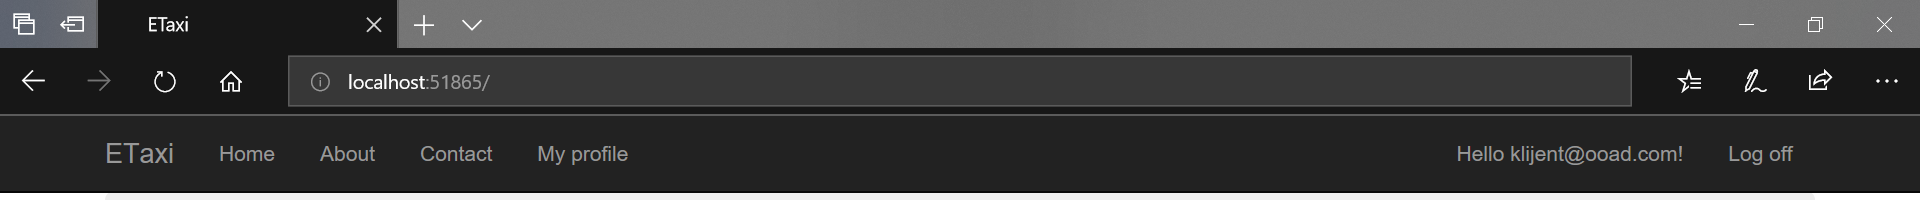 ETaxi
localhost:51865/
ETaxi Home About Contact My profile Hello klijent@ooad.com! Log off